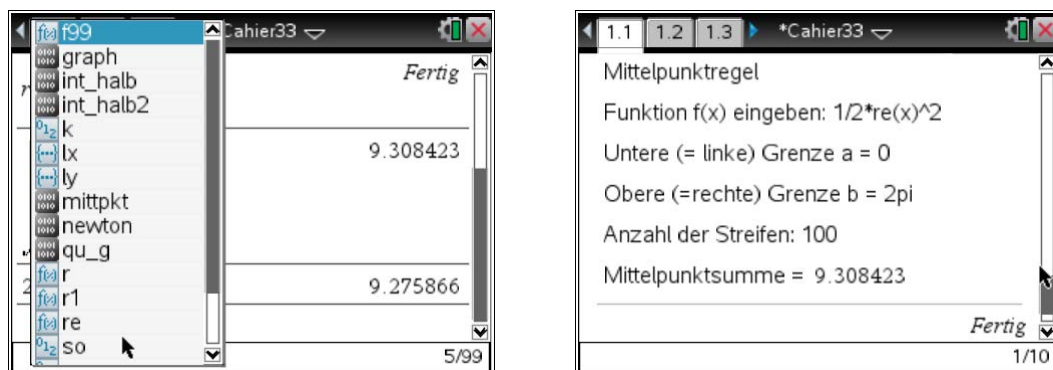 f99
Cahier33
graph
Fertig
int_halb
int_halb2
k
lx
9.308423
ly
mittpkt
newton
qu_g
r
9.275866
r1
re
so
5/99
1.1 1.2 1.3 *Cahier33
Mittelpunktregel
Funktion f(x) eingeben: 1/2*re(x)^2
Untere (= linke) Grenze a = 0
Obere (=rechte) Grenze b = 2pi
Anzahl der Streifen: 100
Mittelpunktsumme = 9.308423
Fertig
1/10